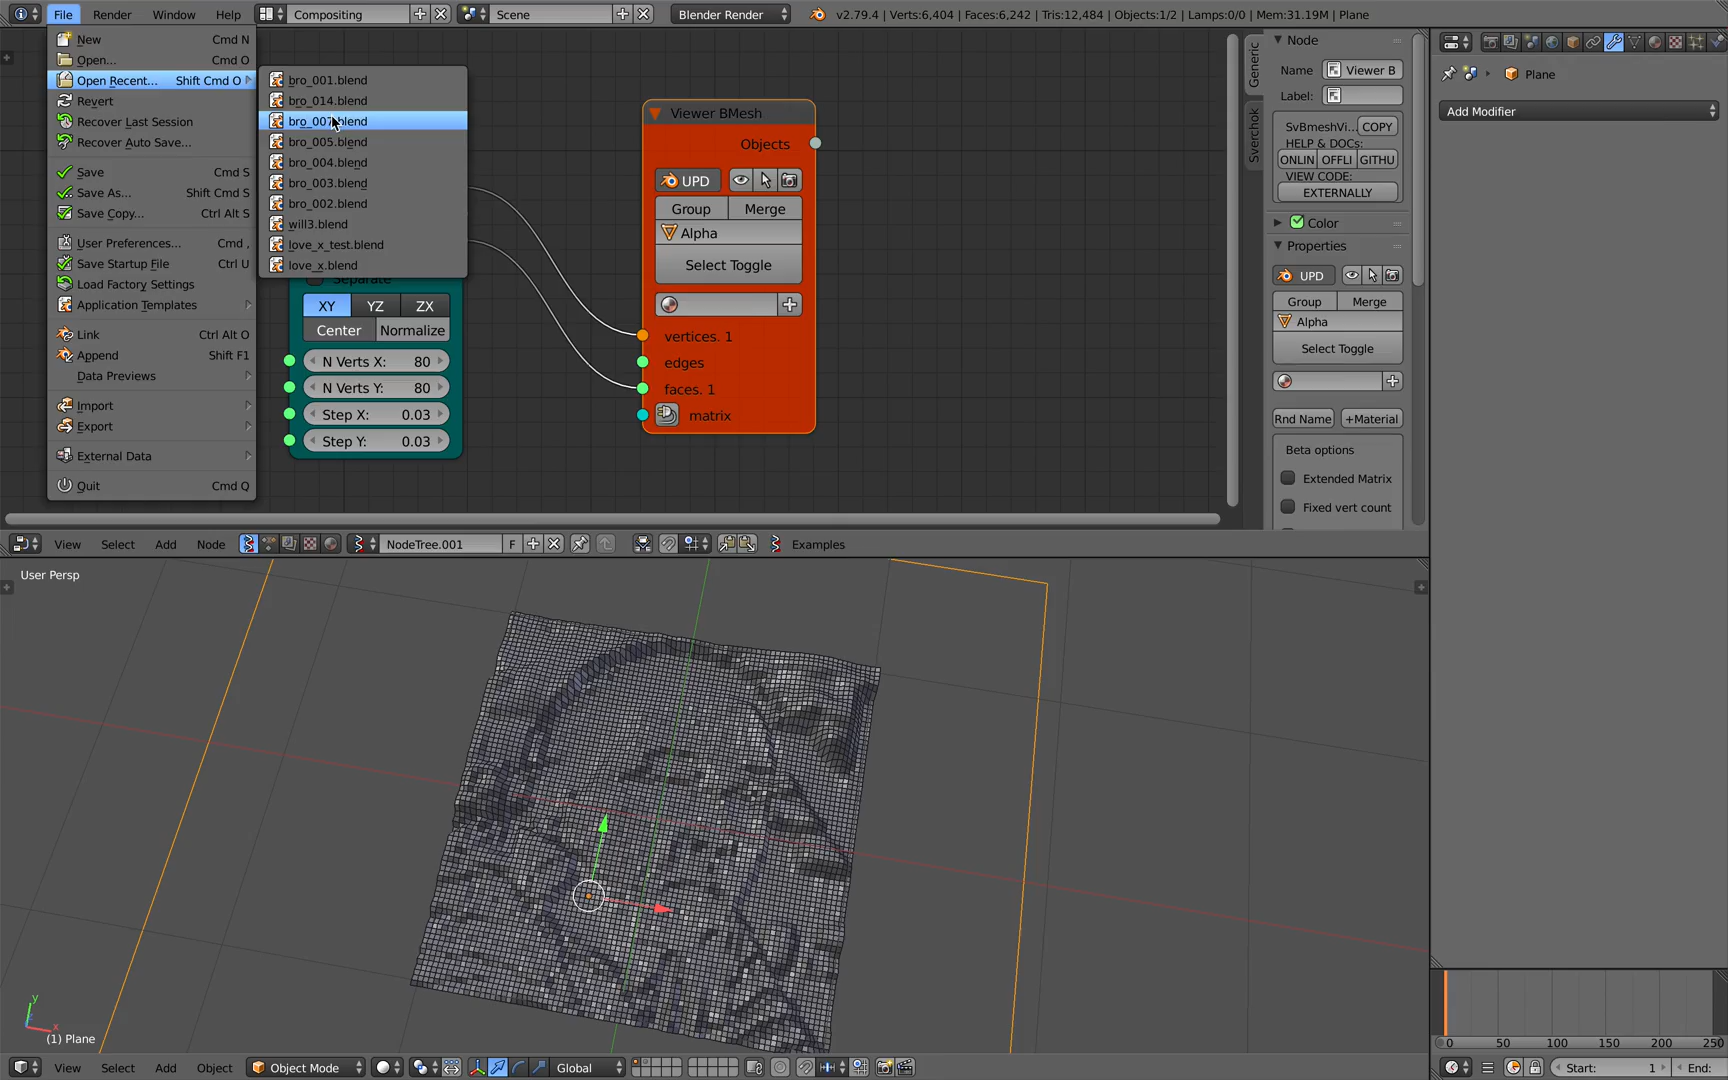 File Render Window Help Compositing Scene Blender Render v2.79.4 | Verts:6,404 | Faces:6,242 | Tris:12,484 | Objects:1/2 | Lamps:0/0 | Mem:31.19M | Plane
New Cmd N
Open... Cmd O
Open Recent... Shift Cmd O
Revert
Recover Last Session
Recover Auto Save...
Save Cmd S
Save As... Shift Cmd S
Save Copy... Ctrl Alt S
User Preferences... Cmd ,
Save Startup File Ctrl U
Load Factory Settings
Application Templates
Link Ctrl Alt O
Append Shift F1
Data Previews
Import
Export
External Data
Quit Cmd Q
bro_001.blend
bro_014.blend
bro_007.blend
bro_005.blend
bro_004.blend
bro_003.blend
bro_002.blend
will3.blend
love_x_test.blend
love_x.blend
Separate
XY YZ ZX
Center Normalize
N Verts X: 80
N Verts Y: 80
Step X: 0.03
Step Y: 0.03
Viewer BMesh
Objects
UPD
Group Merge
Alpha
Select Toggle
vertices. 1
edges
faces. 1
matrix
Generic
Sverchok
Node
Name Viewer B
Label:
SvBmeshVi... COPY
HELP & DOCs:
ONLIN OFFLI GITHU
VIEW CODE:
EXTERNALLY
Color
Properties
UPD
Group Merge
Alpha
Select Toggle
Rnd Name +Material
Beta options
Extended Matrix
Fixed vert count
Plane
Add Modifier
View Select Add Node NodeTree.001 F Examples
User Persp
y
x
(1) Plane
View Select Add Object Object Mode Global
0 50 100 150 200 250
Start: 1 End: